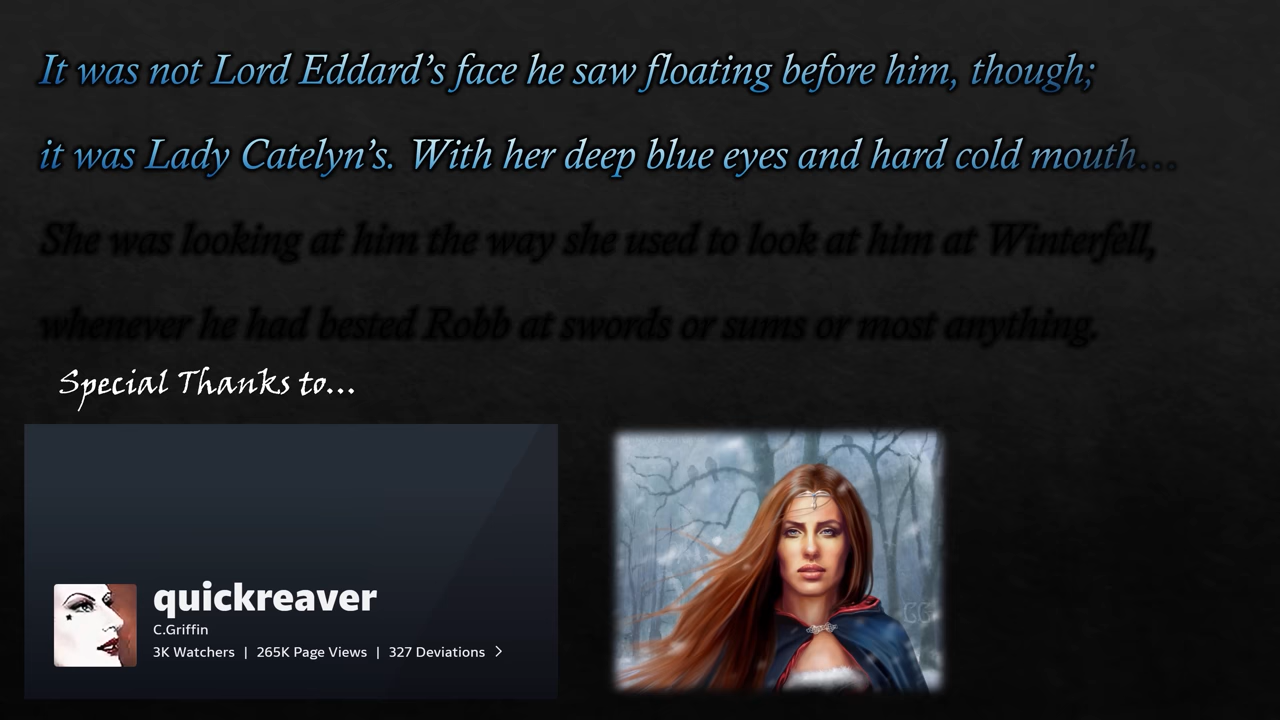 It was not Lord Eddard’s face he saw floating before him, though;
it was Lady Catelyn’s. With her deep blue eyes and hard cold mouth…
She was looking at him the way she used to look at him at Winterfell,
whenever he had bested Robb at swords or sums or most anything.
Special Thanks to...
quickreaver
C.Griffin
3K Watchers | 265K Page Views | 327 Deviations >